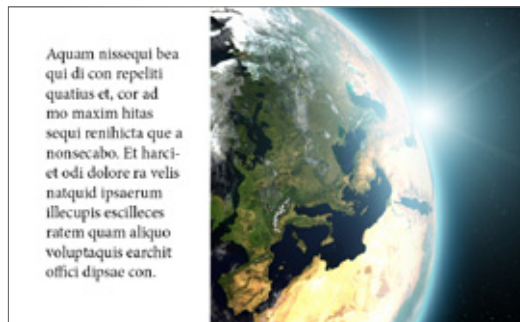 Aquam nissequi bea
qui di con repeliti
quatius et, cor ad
mo maxim hitas
sequi renihicta que a
nonsecabo. Et harci-
et odi dolore ra velis
natquid ipsaerum
illecupis escilleces
ratem quam aliquo
voluptaquis earchit
offici dipsae con.